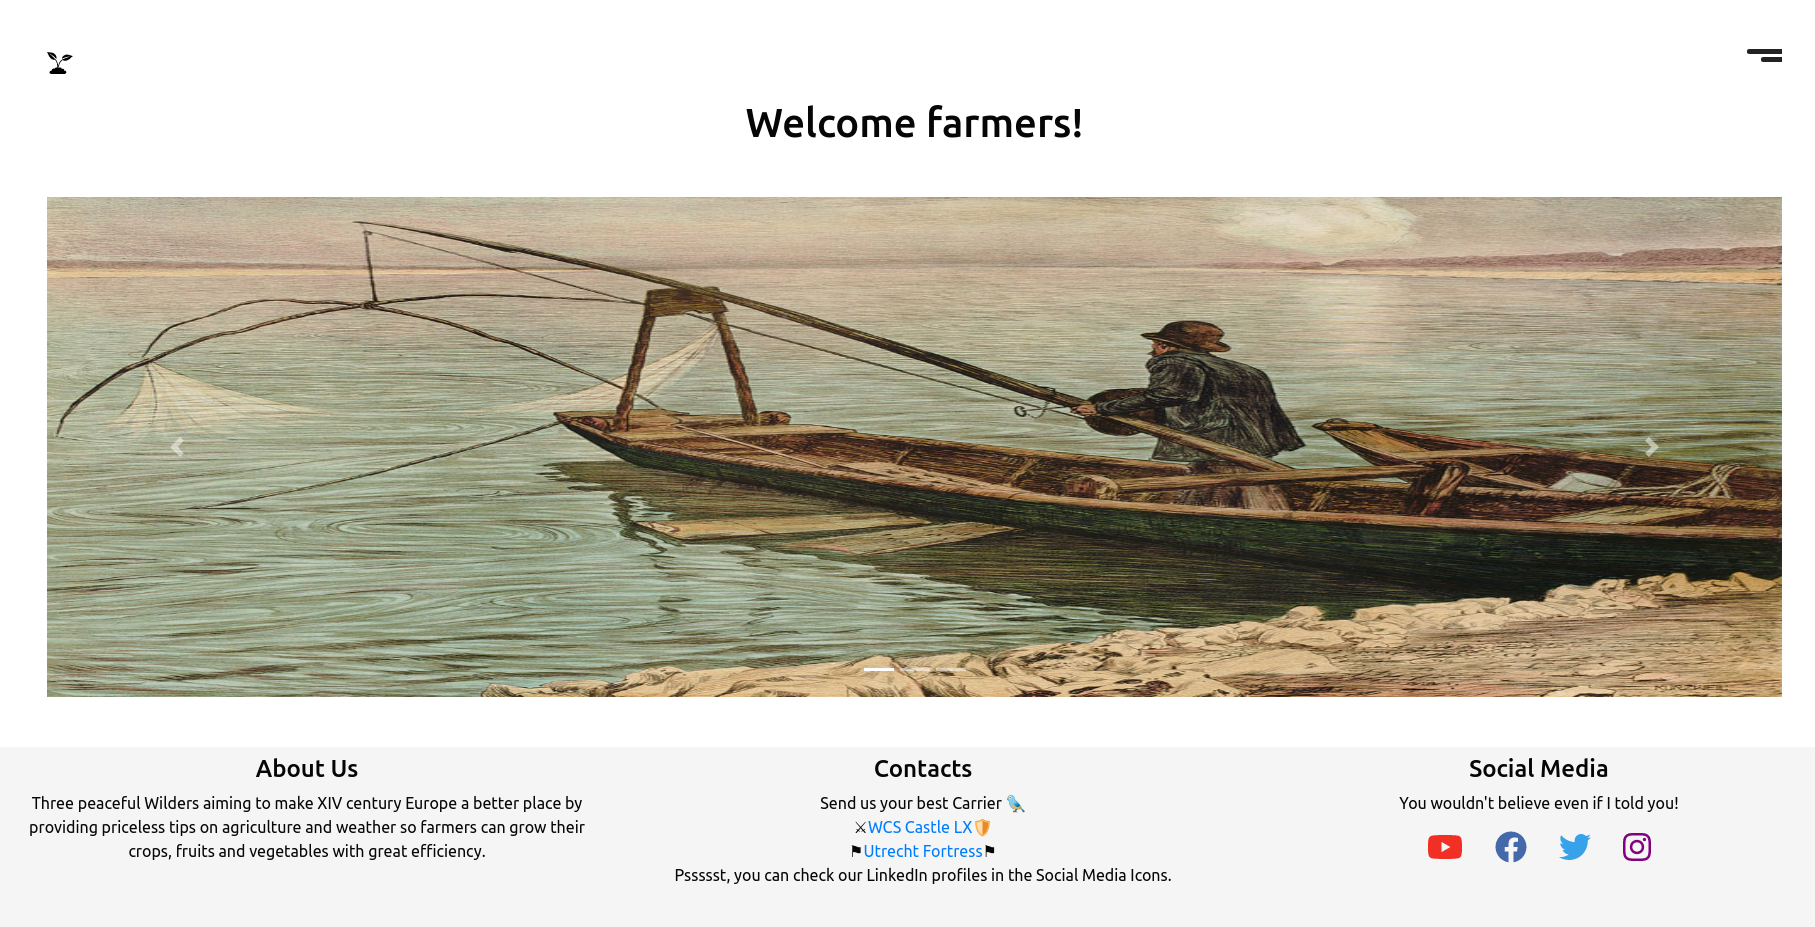 Welcome farmers!
About Us
Three peaceful Wilders aiming to make XIV century Europe a better place by
providing priceless tips on agriculture and weather so farmers can grow their
crops, fruits and vegetables with great efficiency.
Contacts
Send us your best Carrier 🦜
⚔WCS Castle LX🛡
⚑Utrecht Fortress⚑
Pssssst, you can check our LinkedIn profiles in the Social Media Icons.
Social Media
You wouldn't believe even if I told you!